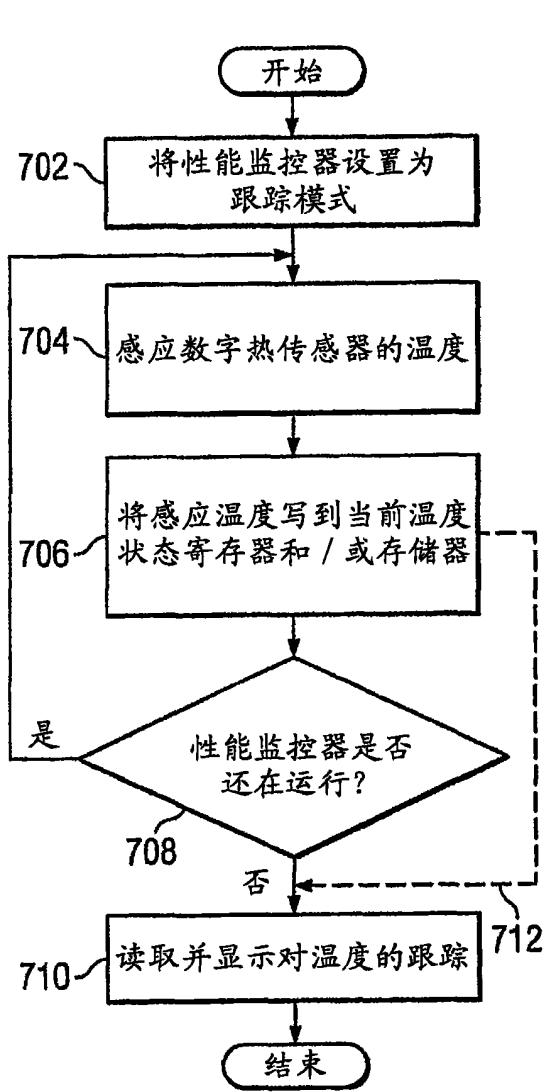 开始
702
将性能监控器设置为
跟踪模式
704
感应数字热传感器的温度
706
将感应温度写到当前温度
状态寄存器和 / 或存储器
是
性能监控器是否
还在运行?
708
否
712
710
读取并显示对温度的跟踪
结束